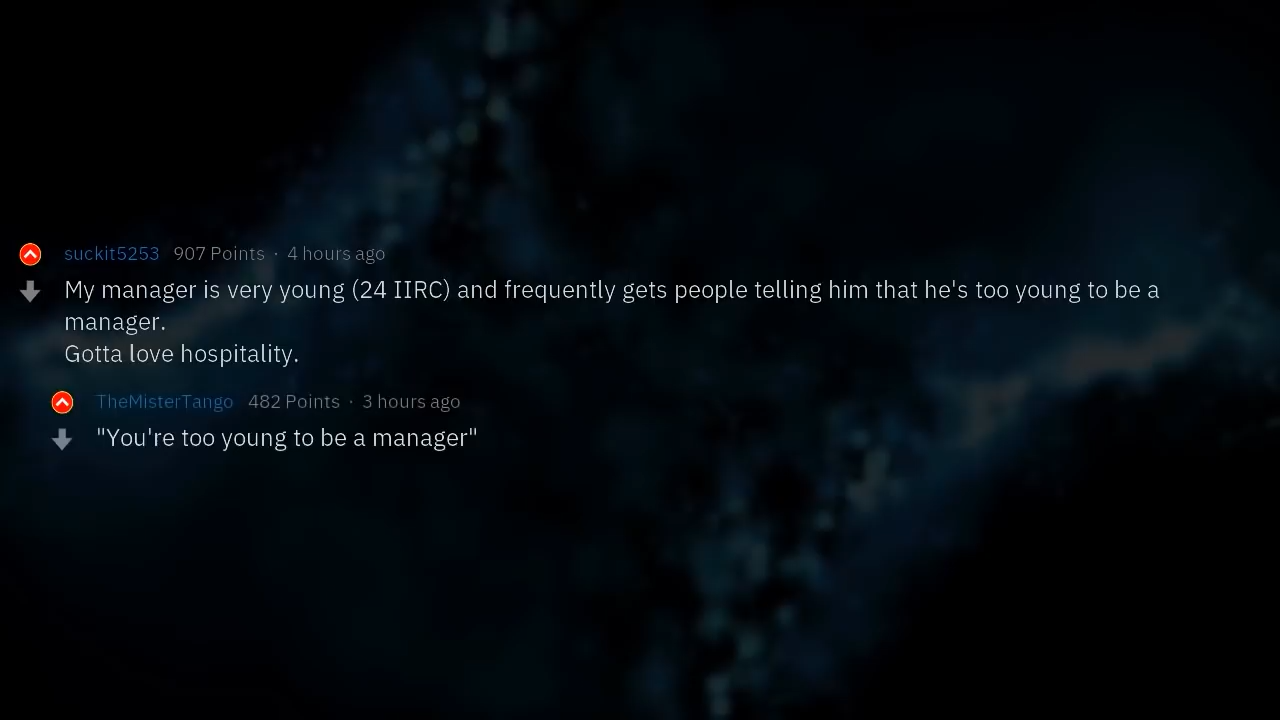 suckit5253 907 Points · 4 hours ago
My manager is very young (24 IIRC) and frequently gets people telling him that he's too young to be a
manager.
Gotta love hospitality.
TheMisterTango 482 Points · 3 hours ago
"You're too young to be a manager"